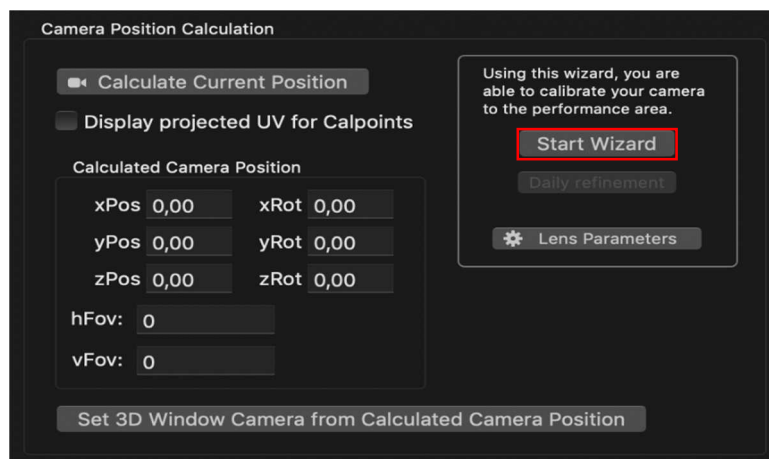 Camera Position Calculation
Calculate Current Position
Display projected UV for Calpoints
Calculated Camera Position
xPos 0,00 xRot 0,00
yPos 0,00 yRot 0,00
zPos 0,00 zRot 0,00
hFov: 0
vFov: 0
Set 3D Window Camera from Calculated Camera Position
Using this wizard, you are
able to calibrate your camera
to the performance area.
Start Wizard
Daily refinement
Lens Parameters